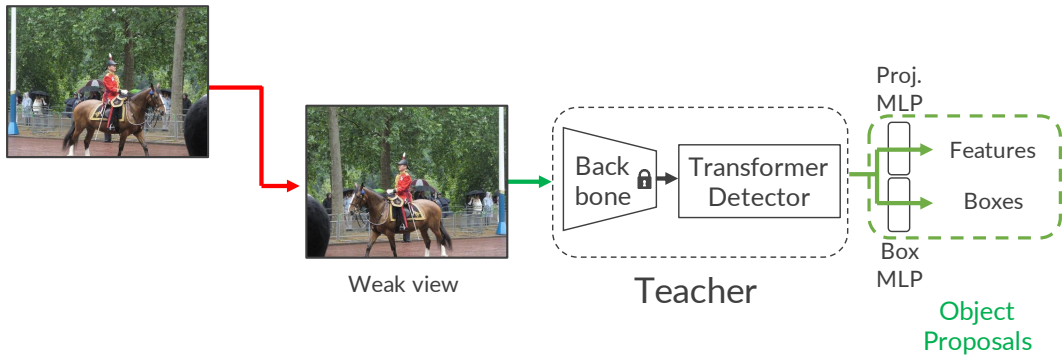 Proj.
MLP
Back
bone
Transformer
Detector
Features
Boxes
Weak view
Teacher
Box
MLP
Object
Proposals